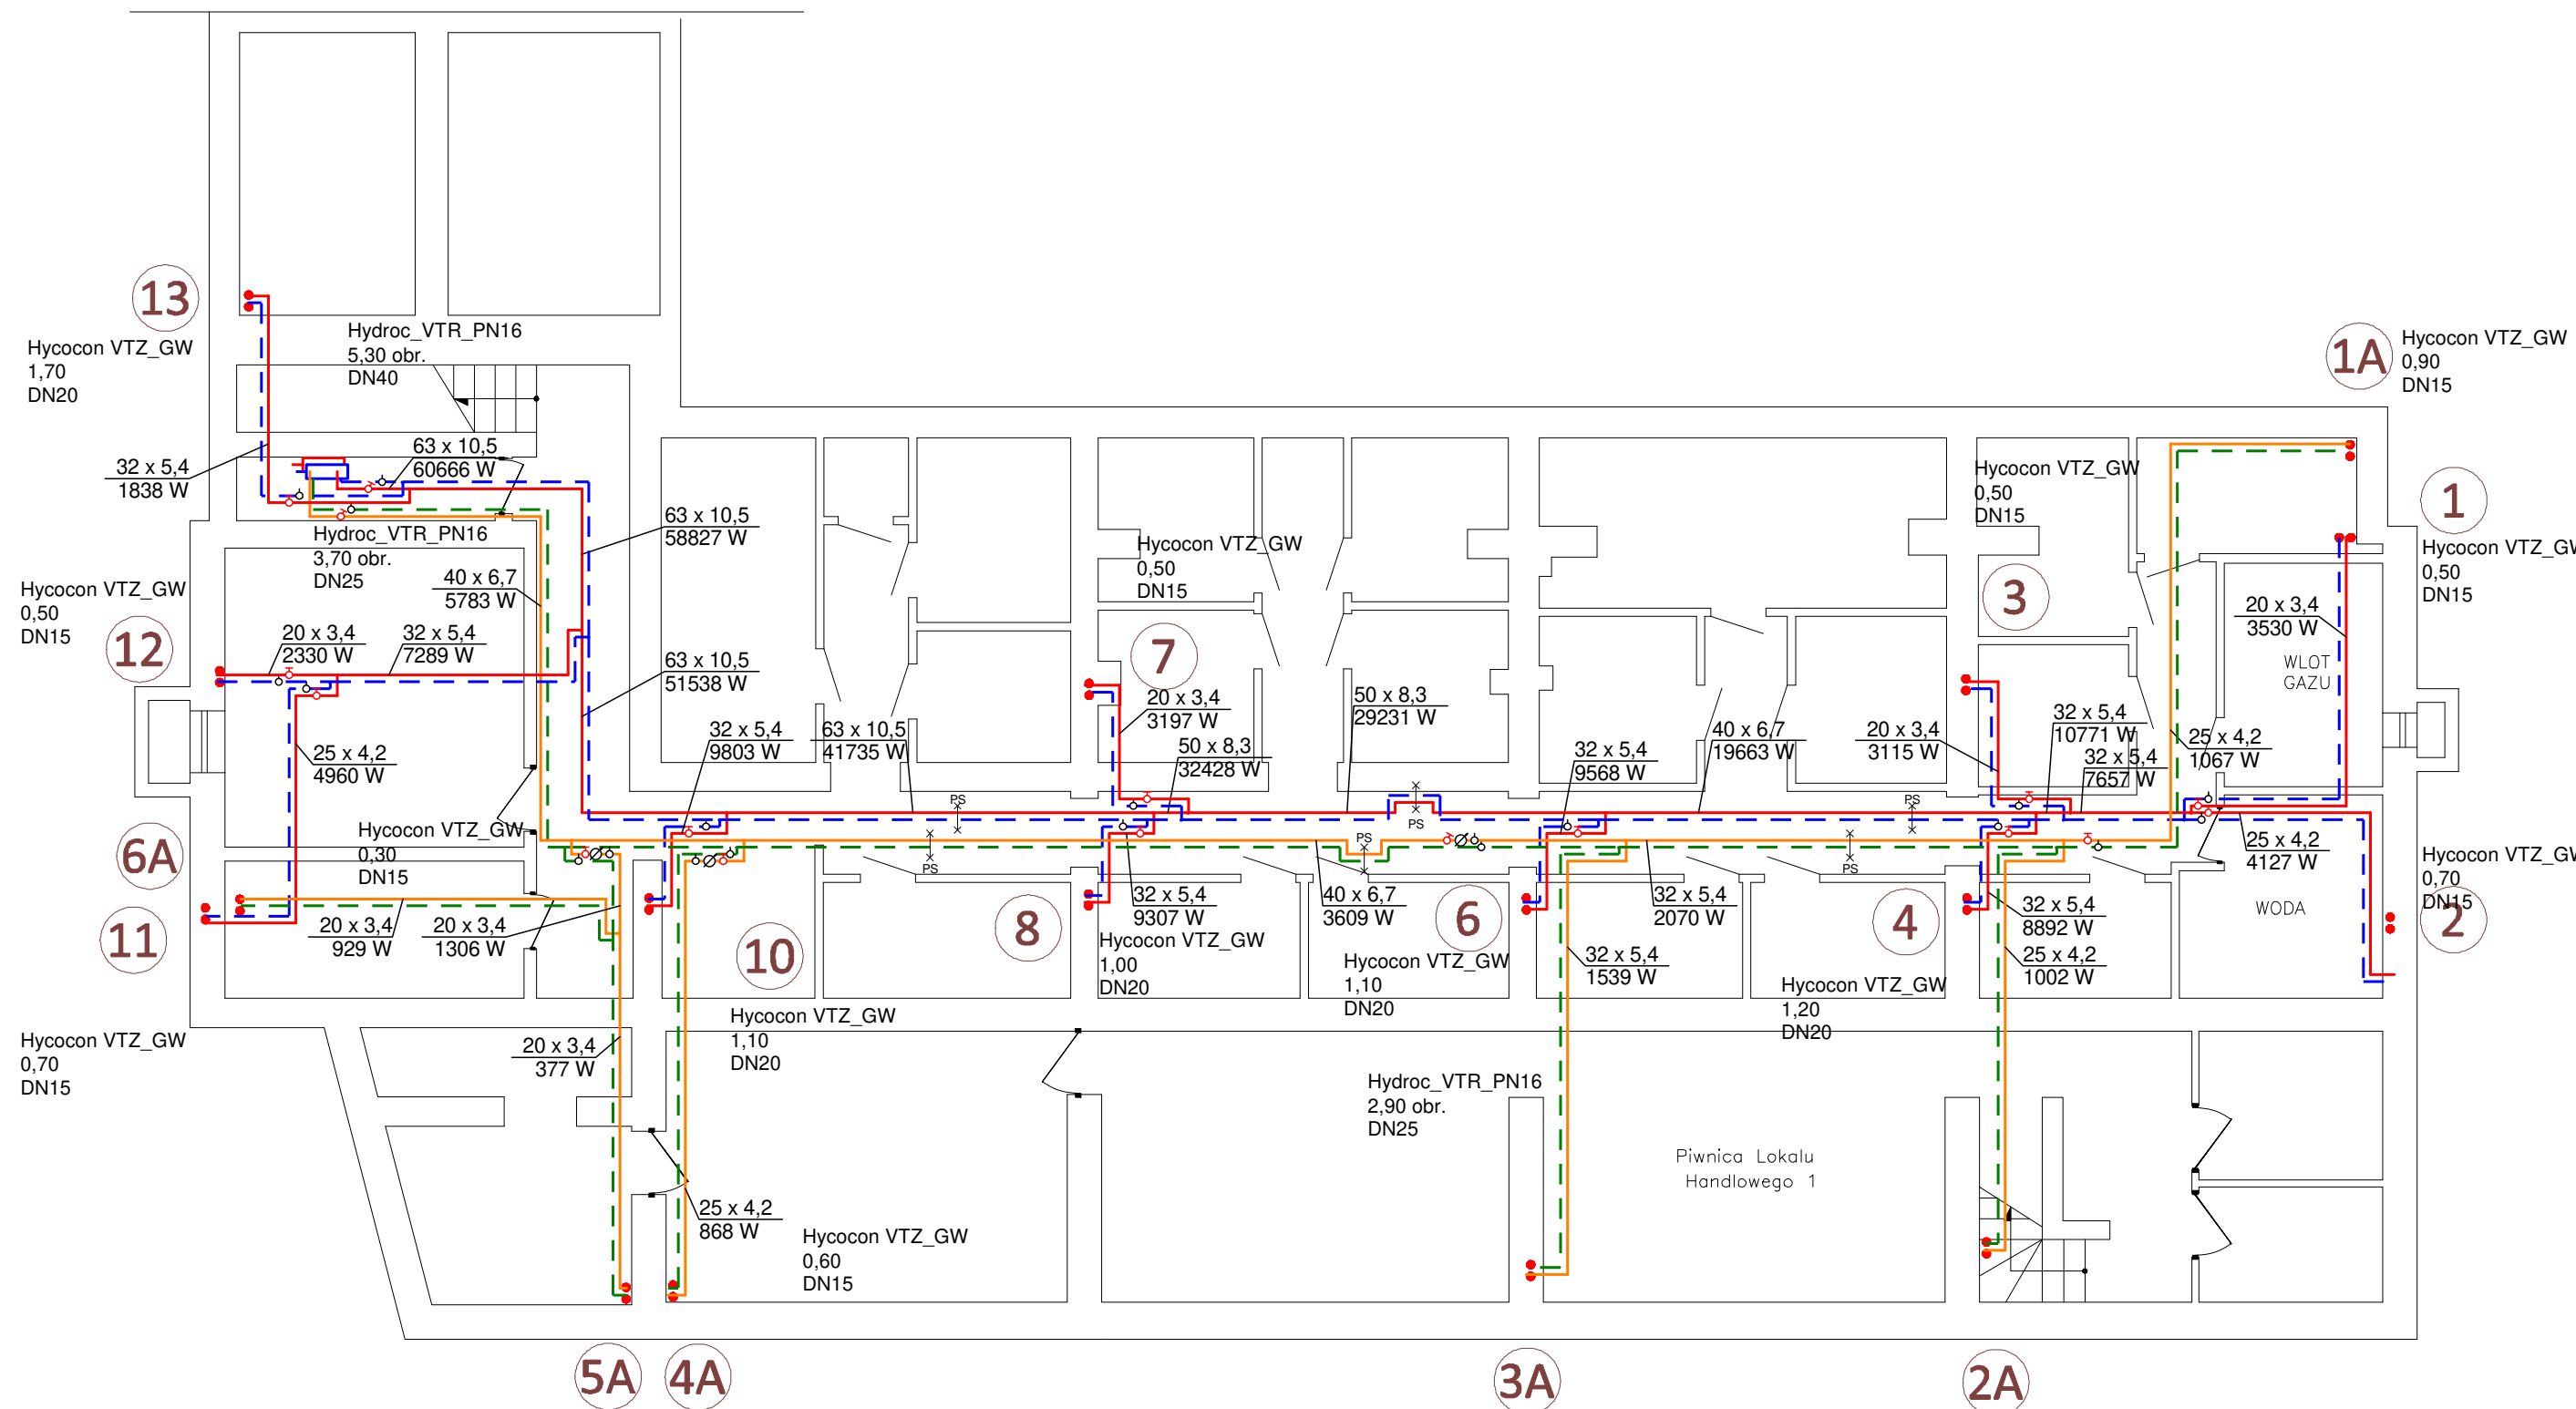 13
Hycocon VTZ_GW
1,70
DN20
Hydroc_VTR_PN16
5,30 obr.
DN40
1A
Hycocon VTZ_GW
0,90
DN15
32 x 5,4
1838 W
63 x 10,5
60666 W
63 x 10,5
58827 W
Hydroc_VTR_PN16
3,70 obr.
DN25
40 x 6,7
5783 W
Hycocon VTZ_GW
0,50
DN15
Hycocon VTZ_GW
0,50
DN15
1
Hycocon VTZ_GW
0,50
DN15
Hycocon VTZ_GW
0,50
DN15
12
20 x 3,4
2330 W
32 x 5,4
7289 W
63 x 10,5
51538 W
7
3
20 x 3,4
3530 W
WLOT
GAZU
25 x 4,2
4960 W
32 x 5,4
9803 W
63 x 10,5
41735 W
20 x 3,4
3197 W
50 x 8,3
32428 W
50 x 8,3
29231 W
32 x 5,4
9568 W
40 x 6,7
19663 W
20 x 3,4
3115 W
32 x 5,4
10771 W
32 x 5,4
7657 W
25 x 4,2
1067 W
PS
PS
PS
PS
PS
PS
6A
Hycocon VTZ_GW
0,30
DN15
25 x 4,2
4127 W
Hycocon VTZ_GW
0,70
DN15
2
11
20 x 3,4
929 W
20 x 3,4
1306 W
10
8
32 x 5,4
9307 W
40 x 6,7
3609 W
6
32 x 5,4
2070 W
4
32 x 5,4
8892 W
WODA
Hycocon VTZ_GW
1,00
DN20
Hycocon VTZ_GW
1,10
DN20
32 x 5,4
1539 W
25 x 4,2
1002 W
Hycocon VTZ_GW
1,20
DN20
Hycocon VTZ_GW
0,70
DN15
20 x 3,4
377 W
Hycocon VTZ_GW
1,10
DN20
Hydroc_VTR_PN16
2,90 obr.
DN25
Piwnica Lokalu
Handlowego 1
25 x 4,2
868 W
Hycocon VTZ_GW
0,60
DN15
5A
4A
3A
2A